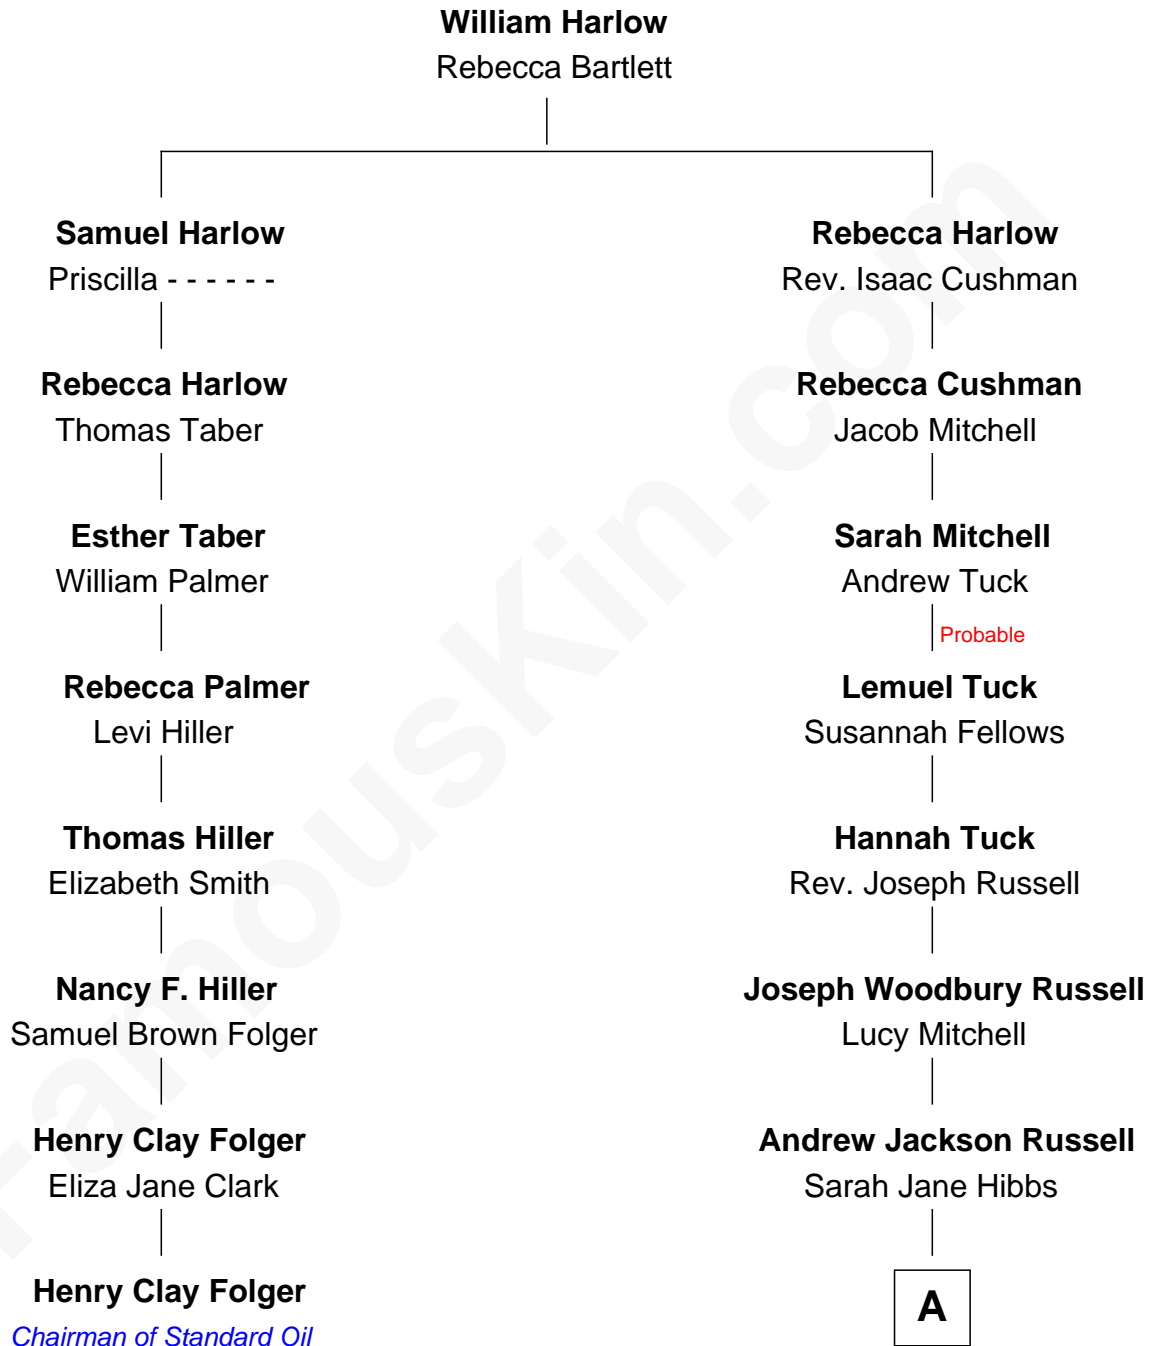 William Harlow
Rebecca Bartlett
Samuel Harlow
Priscilla - - - - - -
Rebecca Harlow
Thomas Taber
Esther Taber
William Palmer
Rebecca Palmer
Levi Hiller
Thomas Hiller
Elizabeth Smith
Nancy F. Hiller
Samuel Brown Folger
Henry Clay Folger
Eliza Jane Clark
Henry Clay Folger
Chairman of Standard Oil
Rebecca Harlow
Rev. Isaac Cushman
Rebecca Cushman
Jacob Mitchell
Sarah Mitchell
Andrew Tuck
Probable
Lemuel Tuck
Susannah Fellows
Hannah Tuck
Rev. Joseph Russell
Joseph Woodbury Russell
Lucy Mitchell
Andrew Jackson Russell
Sarah Jane Hibbs
A
FamousKin.com